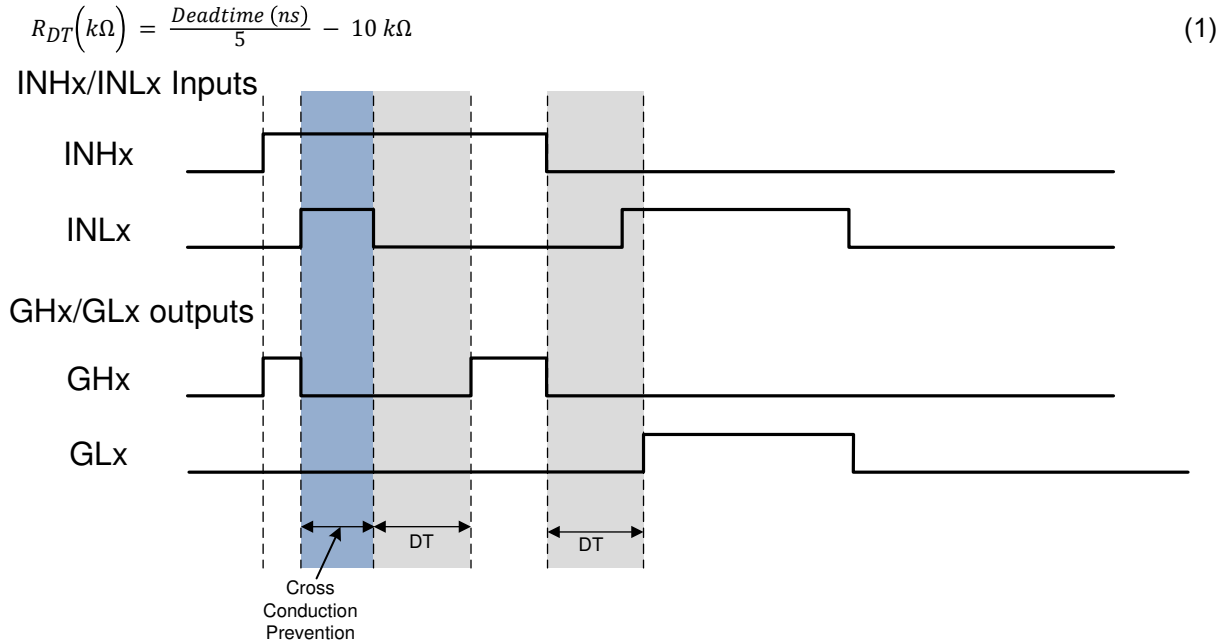 R_DT(kΩ) = Deadtime (ns) / 5 − 10 kΩ (1)
INHx/INLx Inputs
INHx
INLx
GHx/GLx outputs
GHx
GLx
DT
DT
Cross
Conduction
Prevention